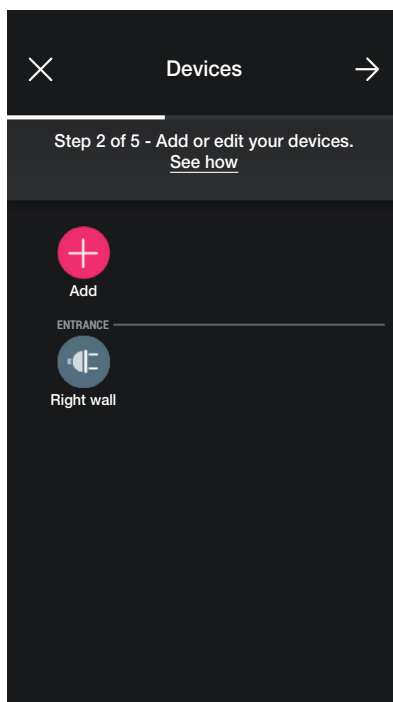 Devices
Step 2 of 5 - Add or edit your devices.
See how
Add
ENTRANCE
Right wall